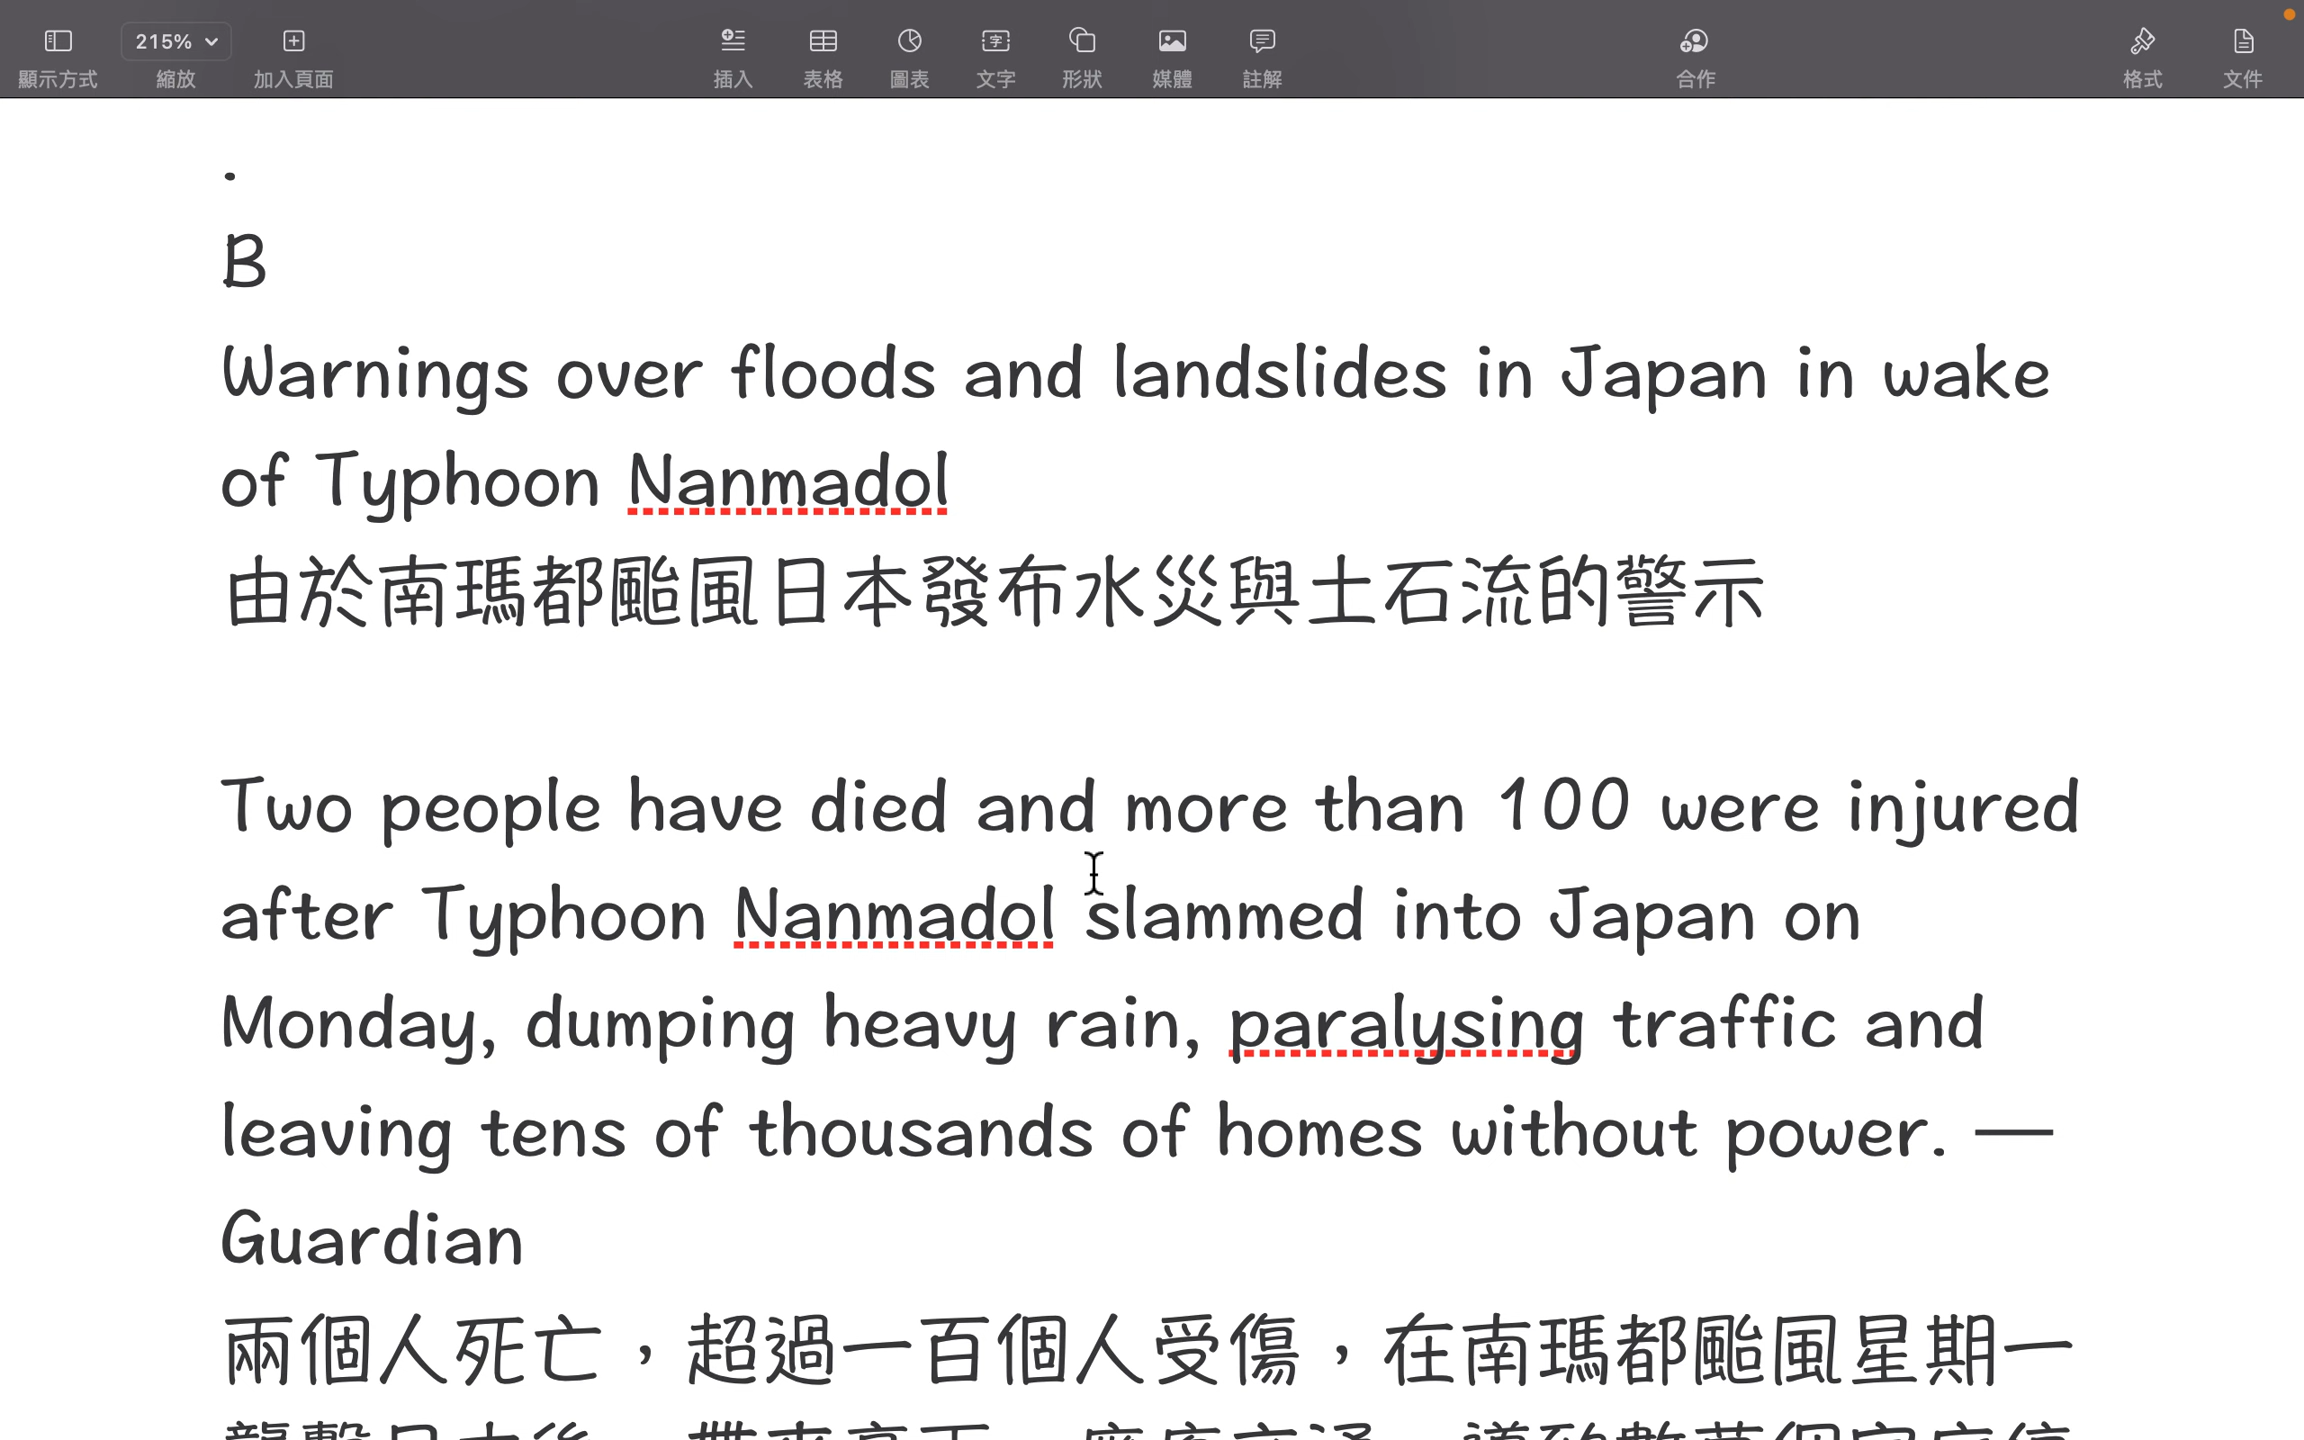 215%
顯示方式 縮放 加入頁面 插入 表格 圖表 文字 形狀 媒體 註解 合作 格式 文件
.
B
Warnings over floods and landslides in Japan in wake
of Typhoon Nanmadol
由於南瑪都颱風日本發布水災與土石流的警示
Two people have died and more than 100 were injured
after Typhoon Nanmadol slammed into Japan on
Monday, dumping heavy rain, paralysing traffic and
leaving tens of thousands of homes without power. —
Guardian
兩個人死亡，超過一百個人受傷，在南瑪都颱風星期一